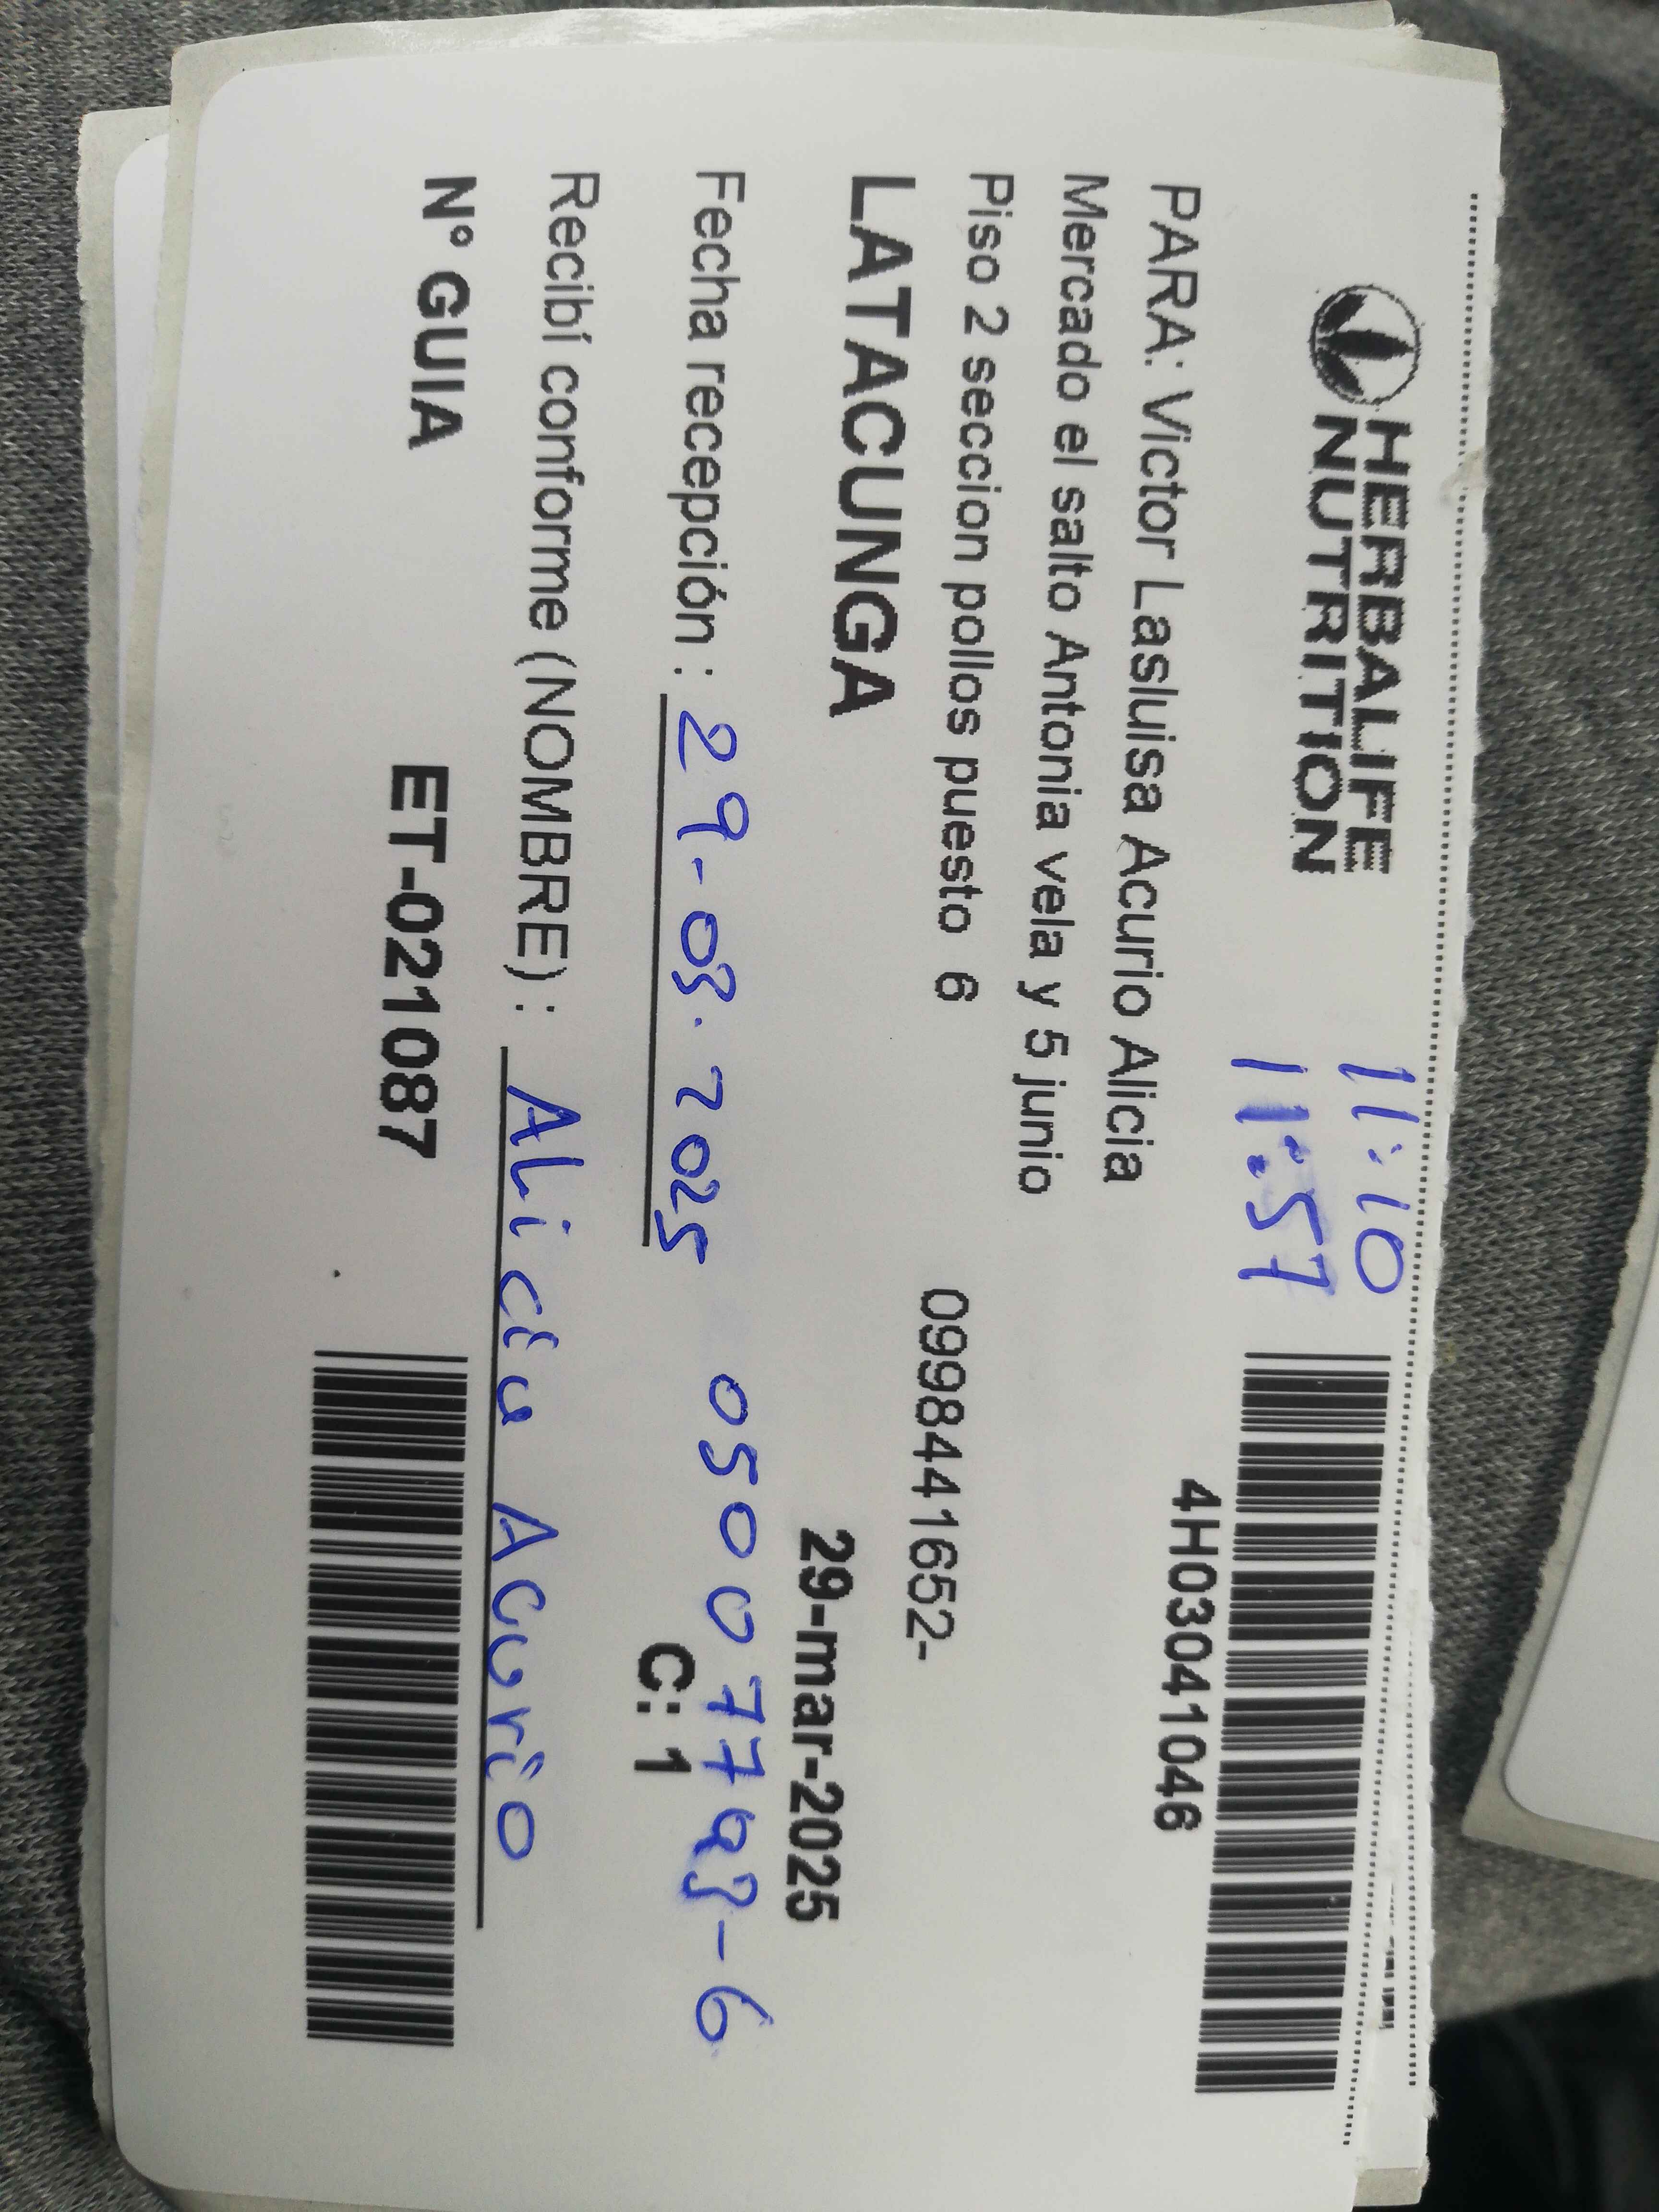 HERBALIFE
NUTRITION
11:10
11:57
4H03041046
PARA: Victor Lasluisa Acurio Alicia
Mercado el salto Antonia vela y 5 junio
Piso 2 seccion pollos puesto 6
0998441652-
LATACUNGA
29-mar-2025
Fecha recepción : 29-03.2025
C: 1
Recibí conforme (NOMBRE) : Alicia Acurio
N° GUIA ET-021087